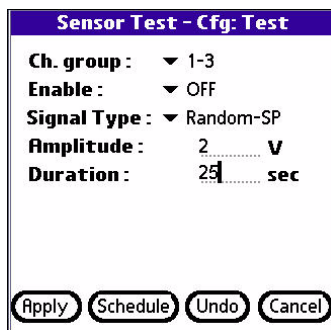 Sensor Test - Cfg: Test
Ch. group : 1-3
Enable : OFF
Signal Type : Random-SP
Amplitude : 2 V
Duration : 25 sec
Apply Schedule Undo Cancel